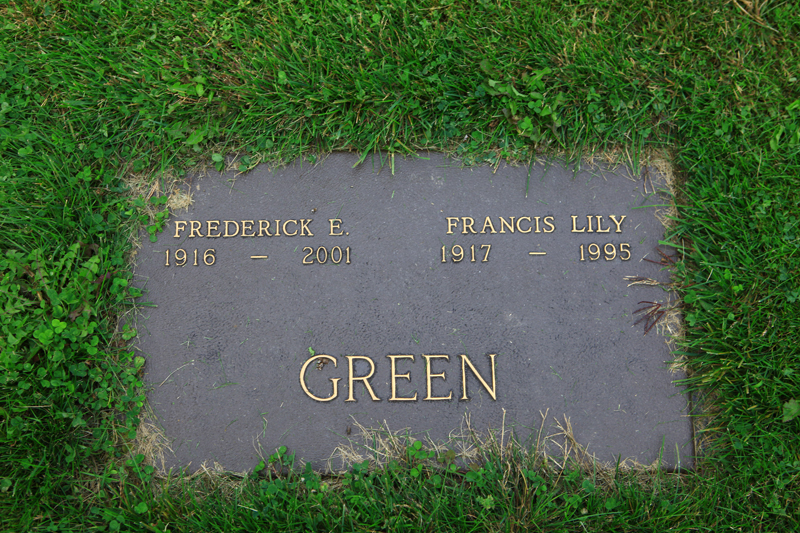 FREDERICK E.
1916 — 2001
FRANCIS LILY
1917 — 1995
GREEN